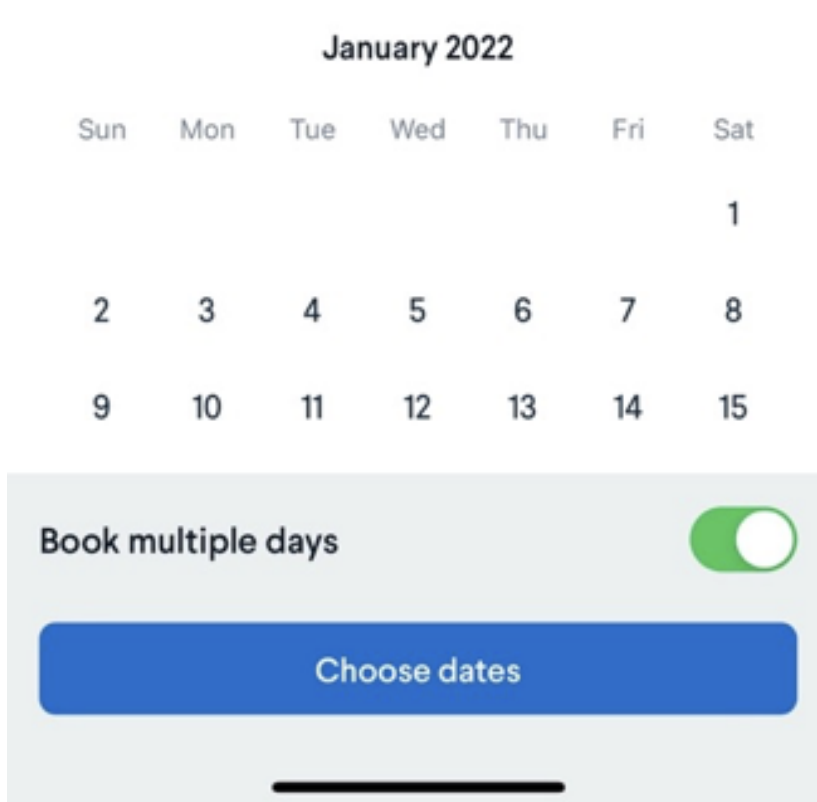 January 2022
Sun Mon Tue Wed Thu Fri Sat
1
2 3 4 5 6 7 8
9 10 11 12 13 14 15
Book multiple days
Choose dates